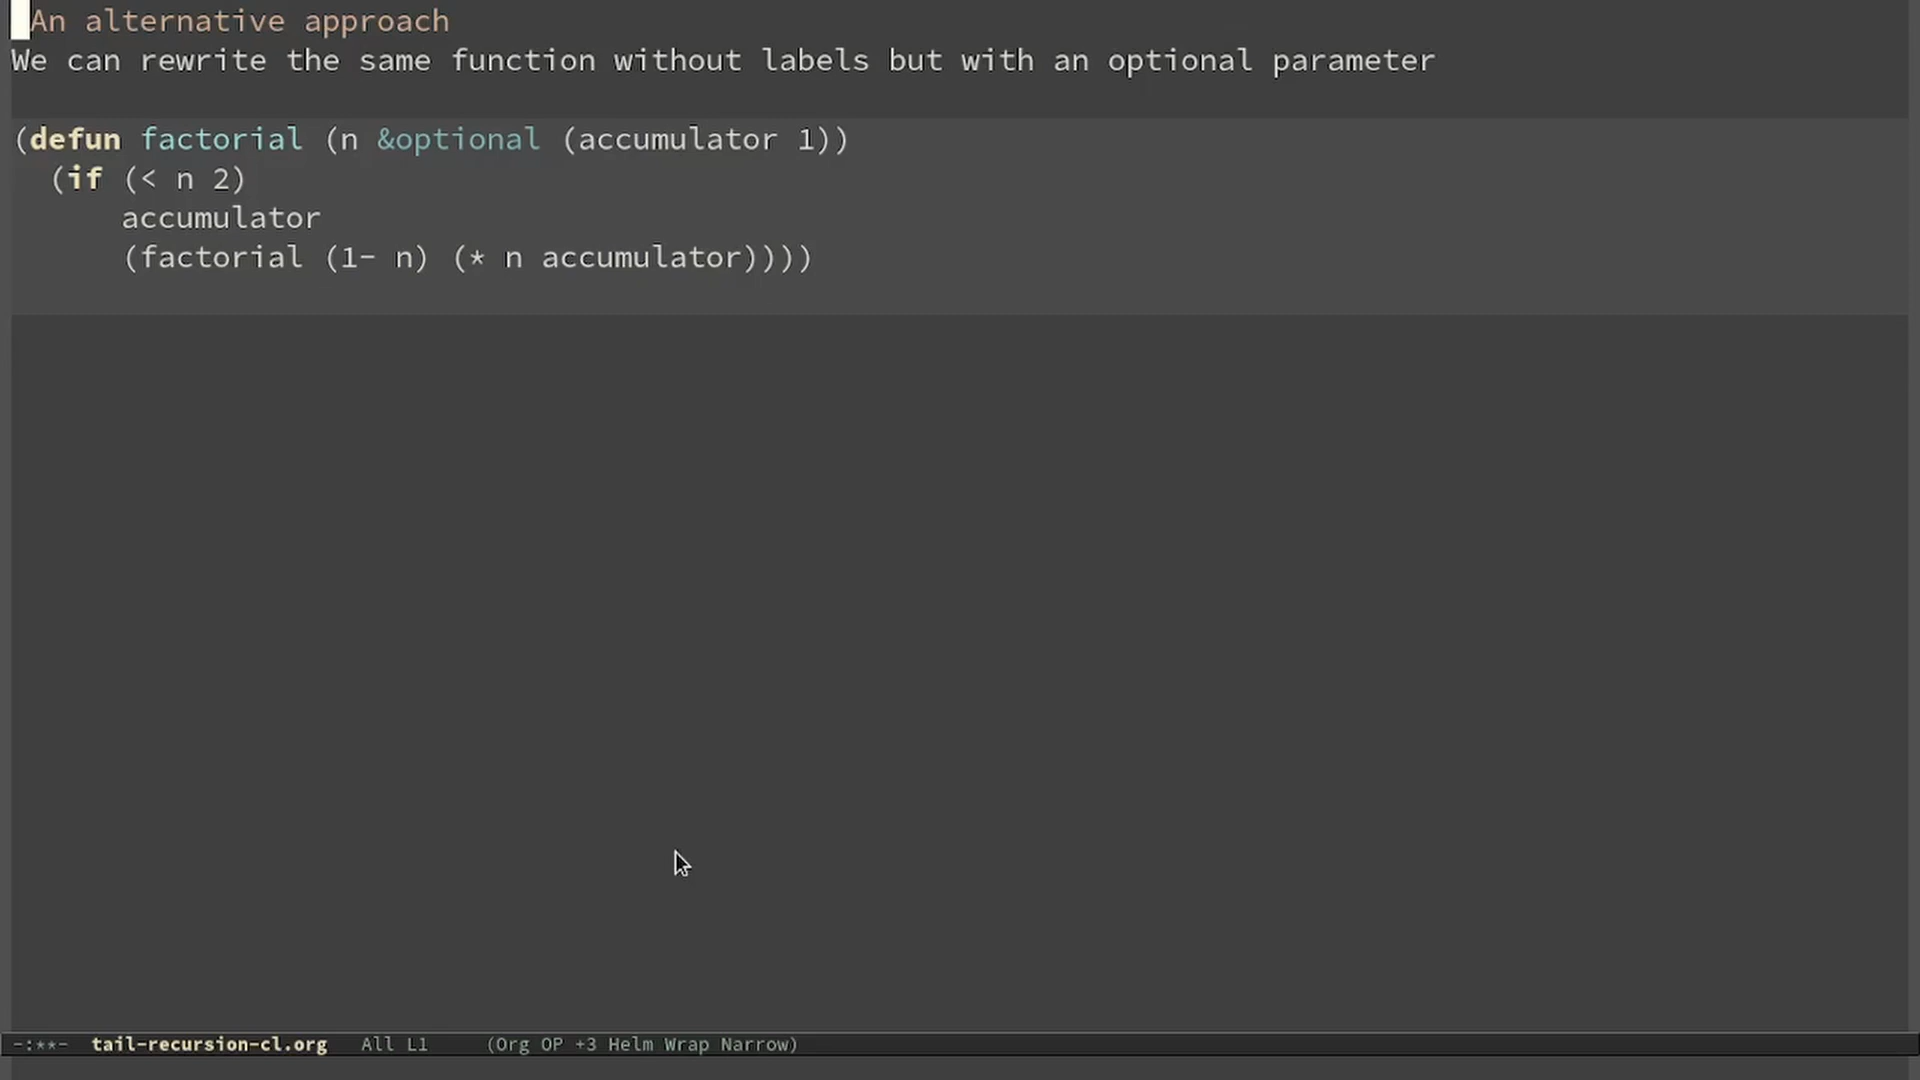 An alternative approach
We can rewrite the same function without labels but with an optional parameter
(defun factorial (n &optional (accumulator 1))
  (if (< n 2)
      accumulator
      (factorial (1- n) (* n accumulator))))
-:**-  tail-recursion-cl.org   All L1     (Org OP +3 Helm Wrap Narrow)